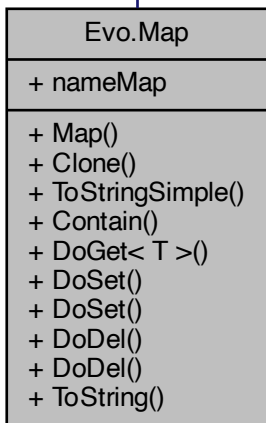 Evo.Map
+ nameMap
+ Map()
+ Clone()
+ ToStringSimple()
+ Contain()
+ DoGet< T >()
+ DoSet()
+ DoSet()
+ DoDel()
+ DoDel()
+ ToString()